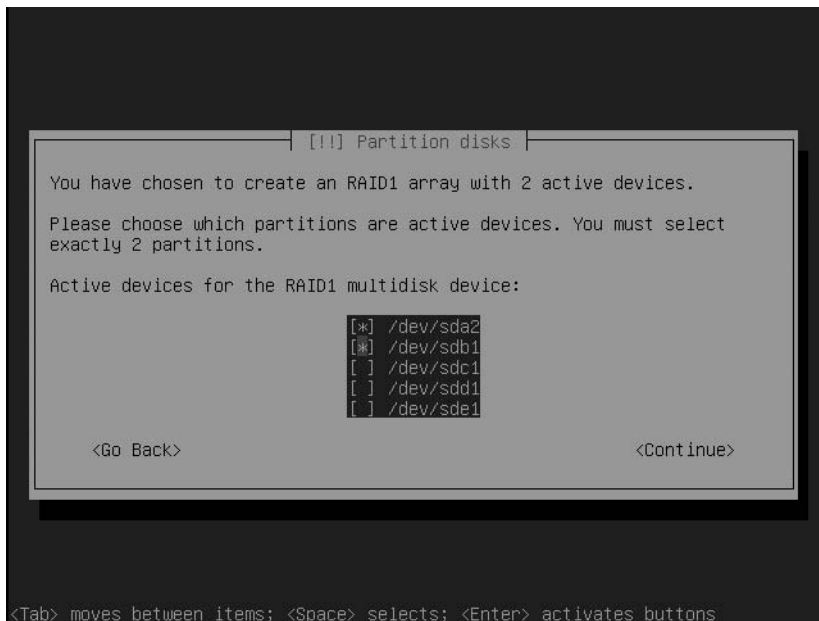 [!!] Partition disks
You have chosen to create an RAID1 array with 2 active devices.
Please choose which partitions are active devices. You must select
exactly 2 partitions.
Active devices for the RAID1 multidisk device:
[*] /dev/sda2
[*] /dev/sdb1
[ ] /dev/sdc1
[ ] /dev/sdd1
[ ] /dev/sde1
<Go Back> <Continue>
<Tab> moves between items; <Space> selects; <Enter> activates buttons